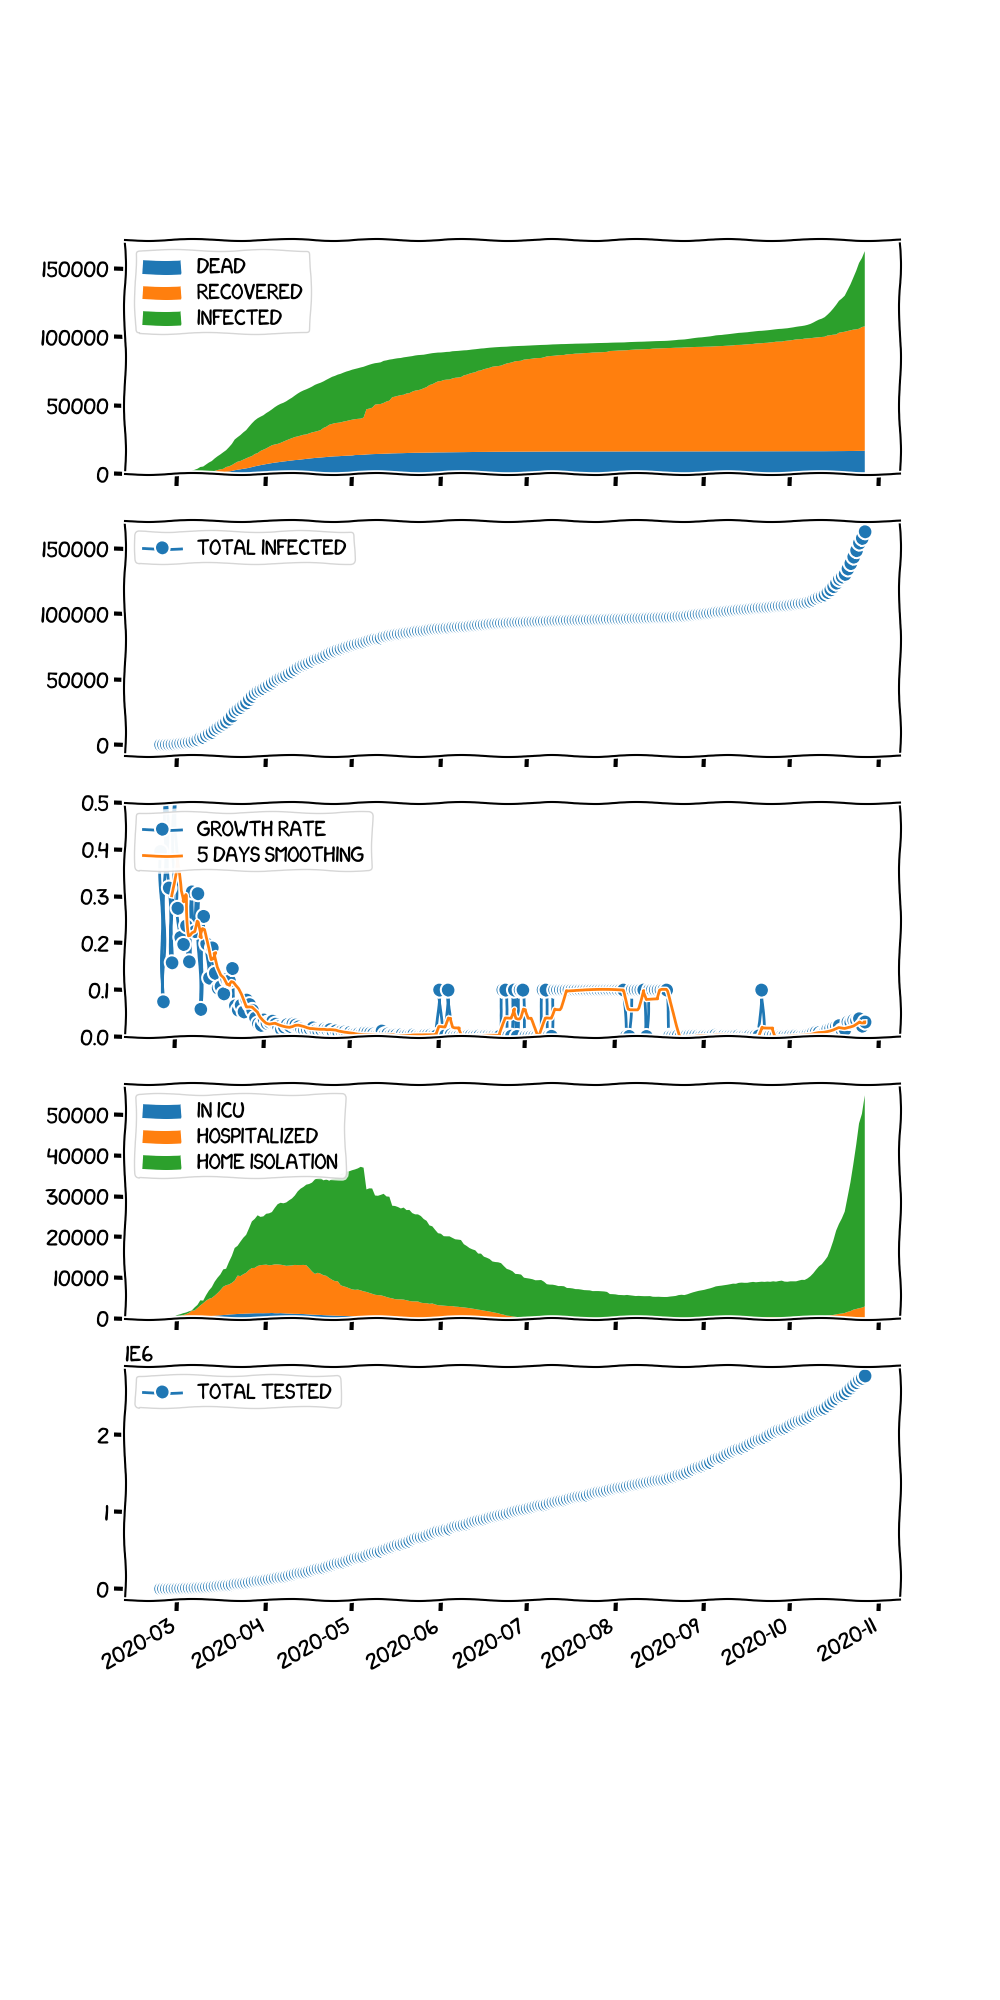 150000
100000
50000
0
DEAD
RECOVERED
INFECTED
150000
100000
50000
0
TOTAL INFECTED
0.5
0.4
0.3
0.2
0.1
0.0
GROWTH RATE
5 DAYS SMOOTHING
50000
40000
30000
20000
10000
0
IN ICU
HOSPITALIZED
HOME ISOLATION
1E6
2
1
0
TOTAL TESTED
2020-03 2020-04 2020-05 2020-06 2020-07 2020-08 2020-09 2020-10 2020-11